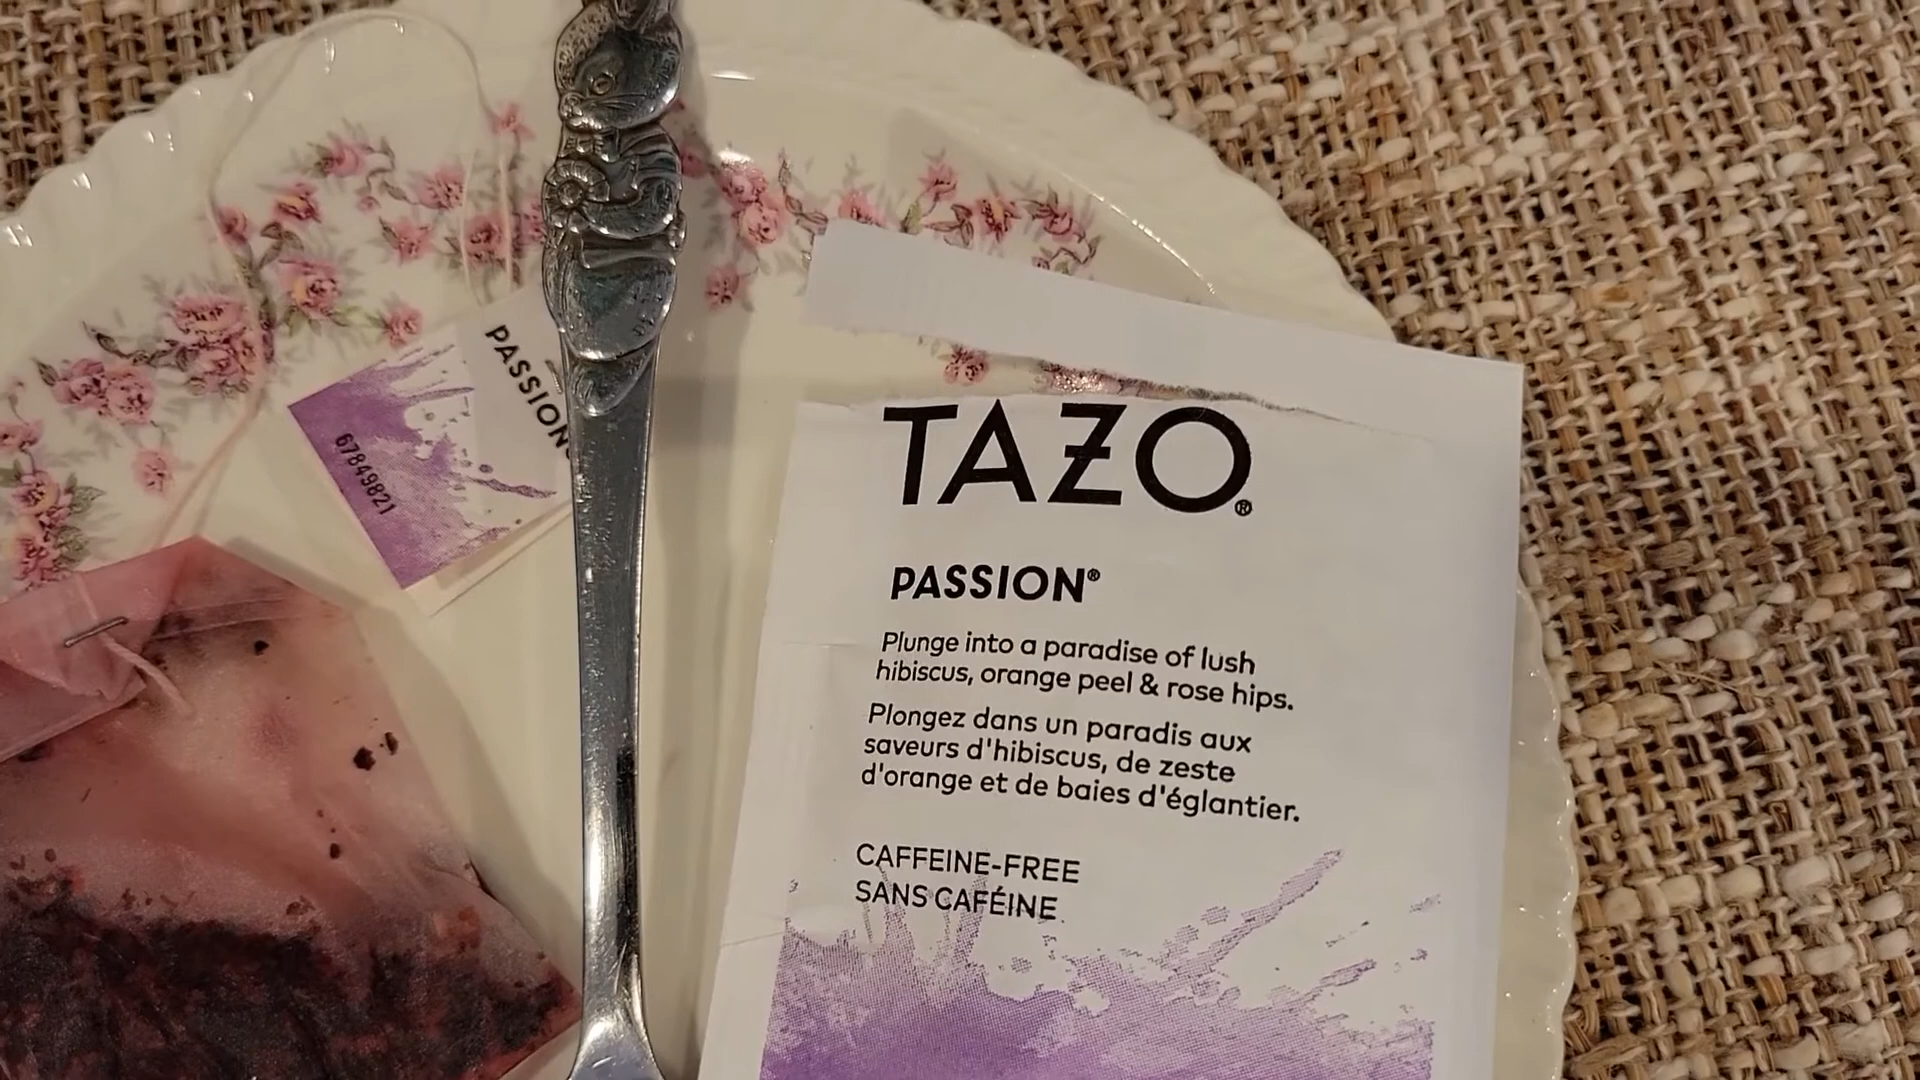 PASSION
67849821
TAZO®
PASSION®
Plunge into a paradise of lush
hibiscus, orange peel & rose hips.
Plongez dans un paradis aux
saveurs d'hibiscus, de zeste
d'orange et de baies d'églantier.
CAFFEINE-FREE
SANS CAFÉINE